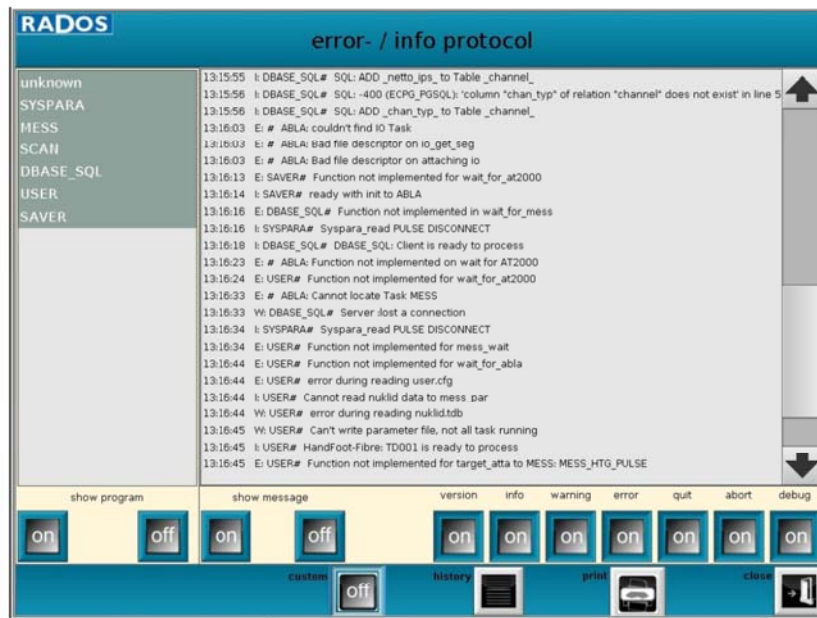 RADOS
error- / info protocol
unknown
SYSPARA
MESS
SCAN
DBASE_SQL
USER
SAVER
13:15:55 I: DBASE_SQL# SQL: ADD _netto_ips_ to Table _channel_
13:15:56 I: DBASE_SQL# SQL: -400 (ECPG_PGSQL): 'column "chan_typ" of relation "channel" does not exist' in line 5
13:15:56 I: DBASE_SQL# SQL: ADD _chan_typ_ to Table _channel_
13:16:03 E: # ABLA: couldn't find IO Task
13:16:03 E: # ABLA: Bad file descriptor on io_get_seg
13:16:03 E: # ABLA: Bad file descriptor on attaching io
13:16:13 E: SAVER# Function not implemented for wait_for_at2000
13:16:14 I: SAVER# ready with init to ABLA
13:16:16 E: DBASE_SQL# Function not implemented in wait_for_mess
13:16:16 I: SYSPARA# Syspara_read PULSE DISCONNECT
13:16:18 I: DBASE_SQL# DBASE_SQL: Client is ready to process
13:16:23 E: # ABLA: Function not implemented on wait for AT2000
13:16:24 E: USER# Function not implemented for wait_for_at2000
13:16:33 E: # ABLA: Cannot locate Task MESS
13:16:33 W: DBASE_SQL# Server :lost a connection
13:16:34 I: SYSPARA# Syspara_read PULSE DISCONNECT
13:16:34 E: USER# Function not implemented for mess_wait
13:16:44 E: USER# Function not implemented for wait_for_abla
13:16:44 E: USER# error during reading user.cfg
13:16:44 I: USER# Cannot read nuklid data to mess_par
13:16:44 W: USER# error during reading nuklid.tdb
13:16:45 W: USER# Can't write parameter file, not all task running
13:16:45 I: USER# HandFoot-Fibre: TD001 is ready to process
13:16:45 E: USER# Function not implemented for target_atta to MESS: MESS_HTG_PULSE
show program show message version info warning error quit abort debug
on off on off on on on on on on on
custom off history print close